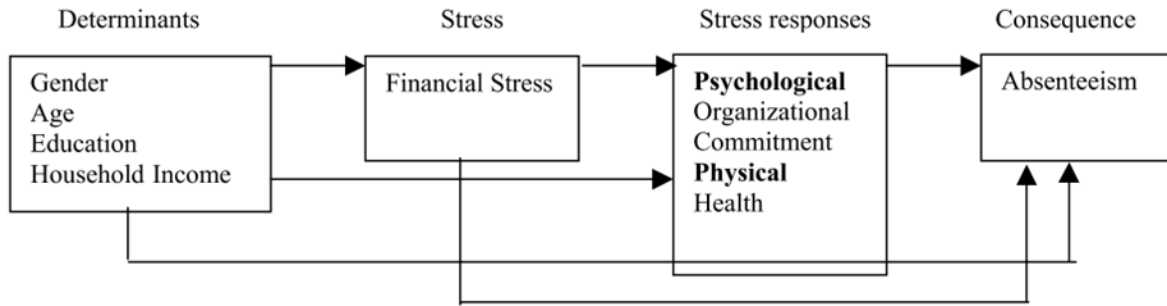 Determinants
Stress
Stress responses
Consequence
Gender
Age
Education
Household Income
Financial Stress
Psychological
Organizational
Commitment
Physical
Health
Absenteeism